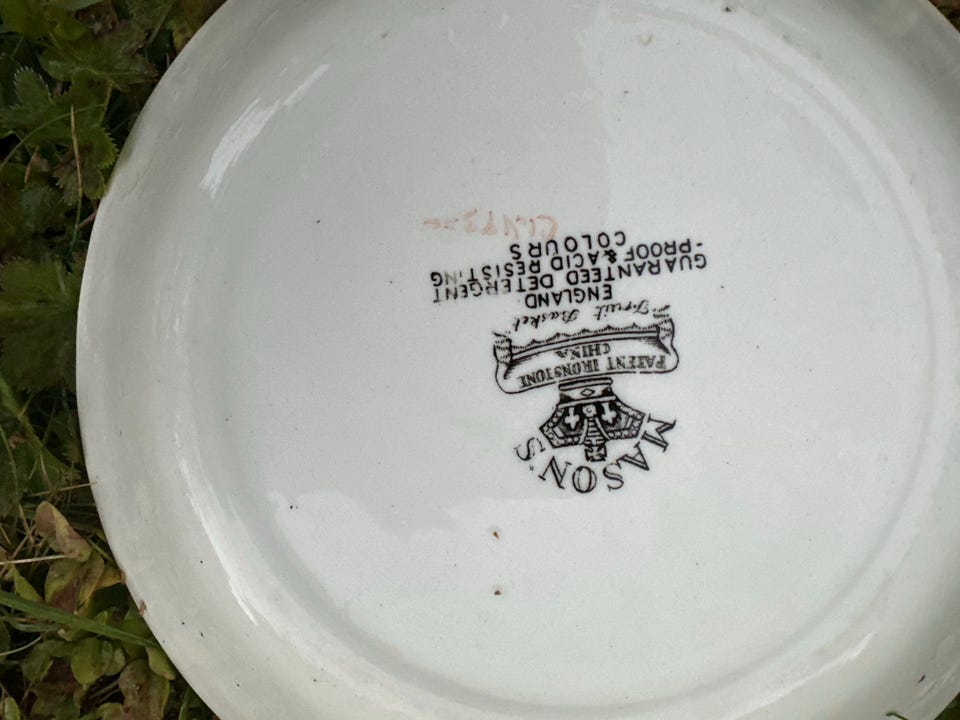 MASON'S
PATENT IRONSTONE
CHINA
Fruit Basket
ENGLAND
GUARANTEED DETERGENT
-PROOF & ACID RESISTING
COLOURS